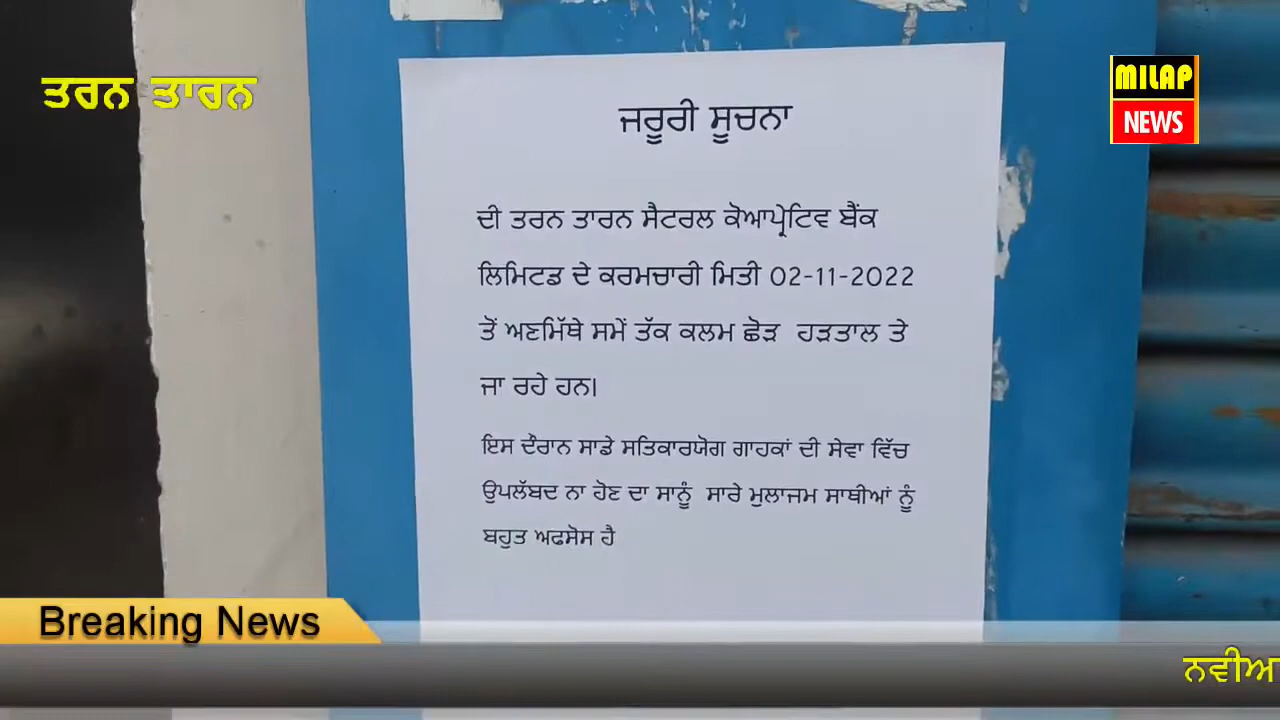 ਤਰਨ ਤਾਰਨ
MILAP
NEWS
ਜਰੂਰੀ ਸੂਚਨਾ
ਦੀ ਤਰਨ ਤਾਰਨ ਸੈਟਰਲ ਕੋਆਪ੍ਰੇਟਿਵ ਬੈਂਕ
ਲਿਮਿਟਡ ਦੇ ਕਰਮਚਾਰੀ ਮਿਤੀ 02-11-2022
ਤੋਂ ਅਣਮਿੱਥੇ ਸਮੇਂ ਤੱਕ ਕਲਮ ਛੋੜ ਹੜਤਾਲ ਤੇ
ਜਾ ਰਹੇ ਹਨ।
ਇਸ ਦੌਰਾਨ ਸਾਡੇ ਸਤਿਕਾਰਯੋਗ ਗਾਹਕਾਂ ਦੀ ਸੇਵਾ ਵਿੱਚ
ਉਪਲੱਬਦ ਨਾ ਹੋਣ ਦਾ ਸਾਨੂੰ ਸਾਰੇ ਮੁਲਾਜਮ ਸਾਥੀਆਂ ਨੂੰ
ਬਹੁਤ ਅਫਸੋਸ ਹੈ
Breaking News
ਨਵੀਅ